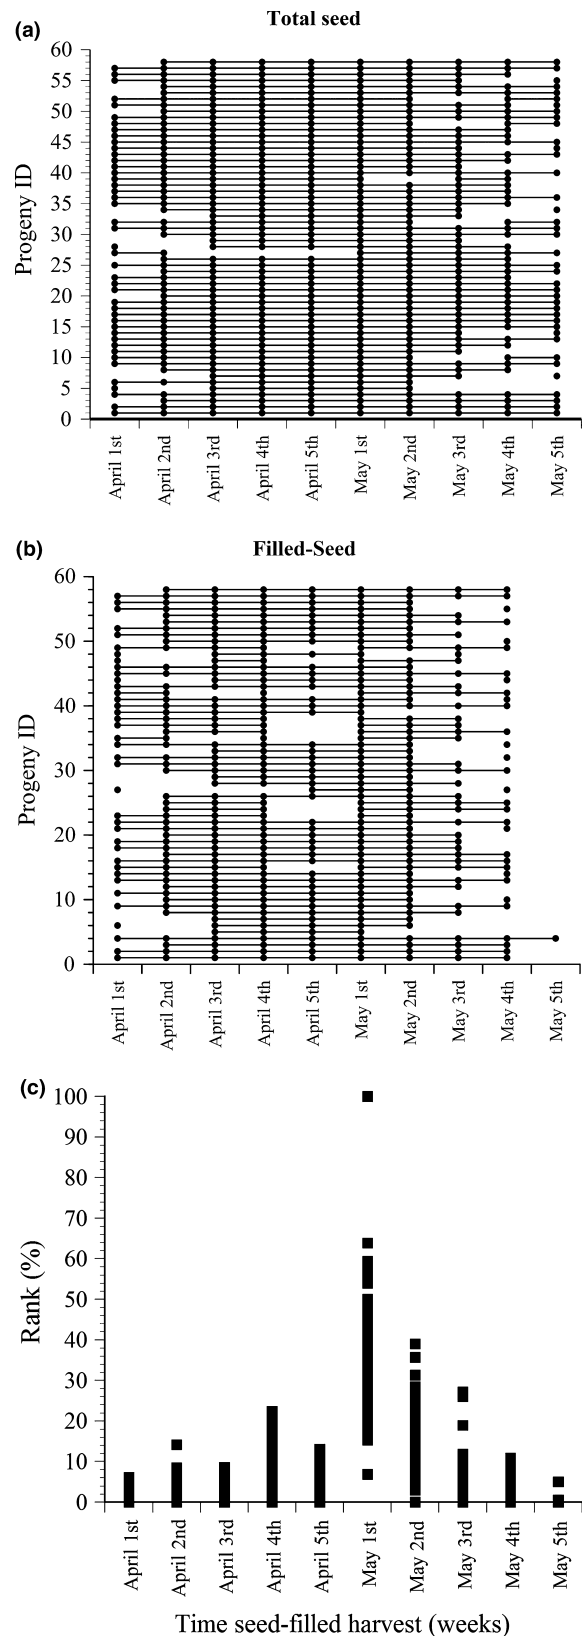 (a)
Total seed
60
55
50
45
40
35
30
25
20
15
10
5
0
Progeny ID
April 1st
April 2nd
April 3rd
April 4th
April 5th
May 1st
May 2nd
May 3rd
May 4th
May 5th
(b)
Filled-Seed
60
50
40
30
20
10
0
Progeny ID
April 1st
April 2nd
April 3rd
April 4th
April 5th
May 1st
May 2nd
May 3rd
May 4th
May 5th
(c)
100
90
80
70
60
50
40
30
20
10
0
Rank (%)
April 1st
April 2nd
April 3rd
April 4th
April 5th
May 1st
May 2nd
May 3rd
May 4th
May 5th
Time seed-filled harvest (weeks)